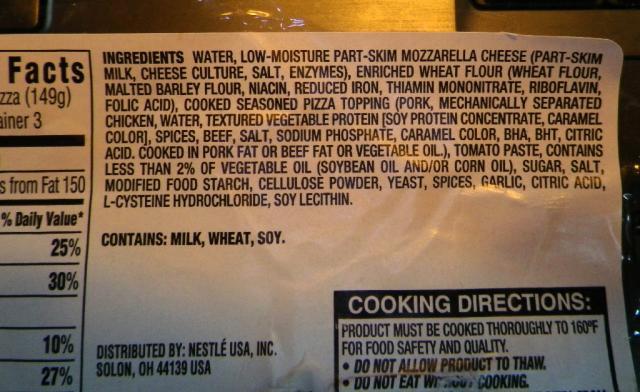 Facts
zza (149g)
ainer 3
s from Fat 150
% Daily Value*
25%
30%
10%
27%
INGREDIENTS WATER, LOW-MOISTURE PART-SKIM MOZZARELLA CHEESE (PART-SKIM
MILK, CHEESE CULTURE, SALT, ENZYMES), ENRICHED WHEAT FLOUR (WHEAT FLOUR,
MALTED BARLEY FLOUR, NIACIN, REDUCED IRON, THIAMIN MONONITRATE, RIBOFLAVIN,
FOLIC ACID), COOKED SEASONED PIZZA TOPPING (PORK, MECHANICALLY SEPARATED
CHICKEN, WATER, TEXTURED VEGETABLE PROTEIN [SOY PROTEIN CONCENTRATE, CARAMEL
COLOR], SPICES, BEEF, SALT, SODIUM PHOSPHATE, CARAMEL COLOR, BHA, BHT, CITRIC
ACID. COOKED IN PORK FAT OR BEEF FAT OR VEGETABLE OIL.), TOMATO PASTE, CONTAINS
LESS THAN 2% OF VEGETABLE OIL (SOYBEAN OIL AND/OR CORN OIL), SUGAR, SALT,
MODIFIED FOOD STARCH, CELLULOSE POWDER, YEAST, SPICES, GARLIC, CITRIC ACID,
L-CYSTEINE HYDROCHLORIDE, SOY LECITHIN.
CONTAINS: MILK, WHEAT, SOY.
DISTRIBUTED BY: NESTLÉ USA, INC.
SOLON, OH 44139 USA
COOKING DIRECTIONS:
PRODUCT MUST BE COOKED THOROUGHLY TO 160°F
FOR FOOD SAFETY AND QUALITY.
• DO NOT ALLOW PRODUCT TO THAW.
• DO NOT EAT WITHOUT COOKING.